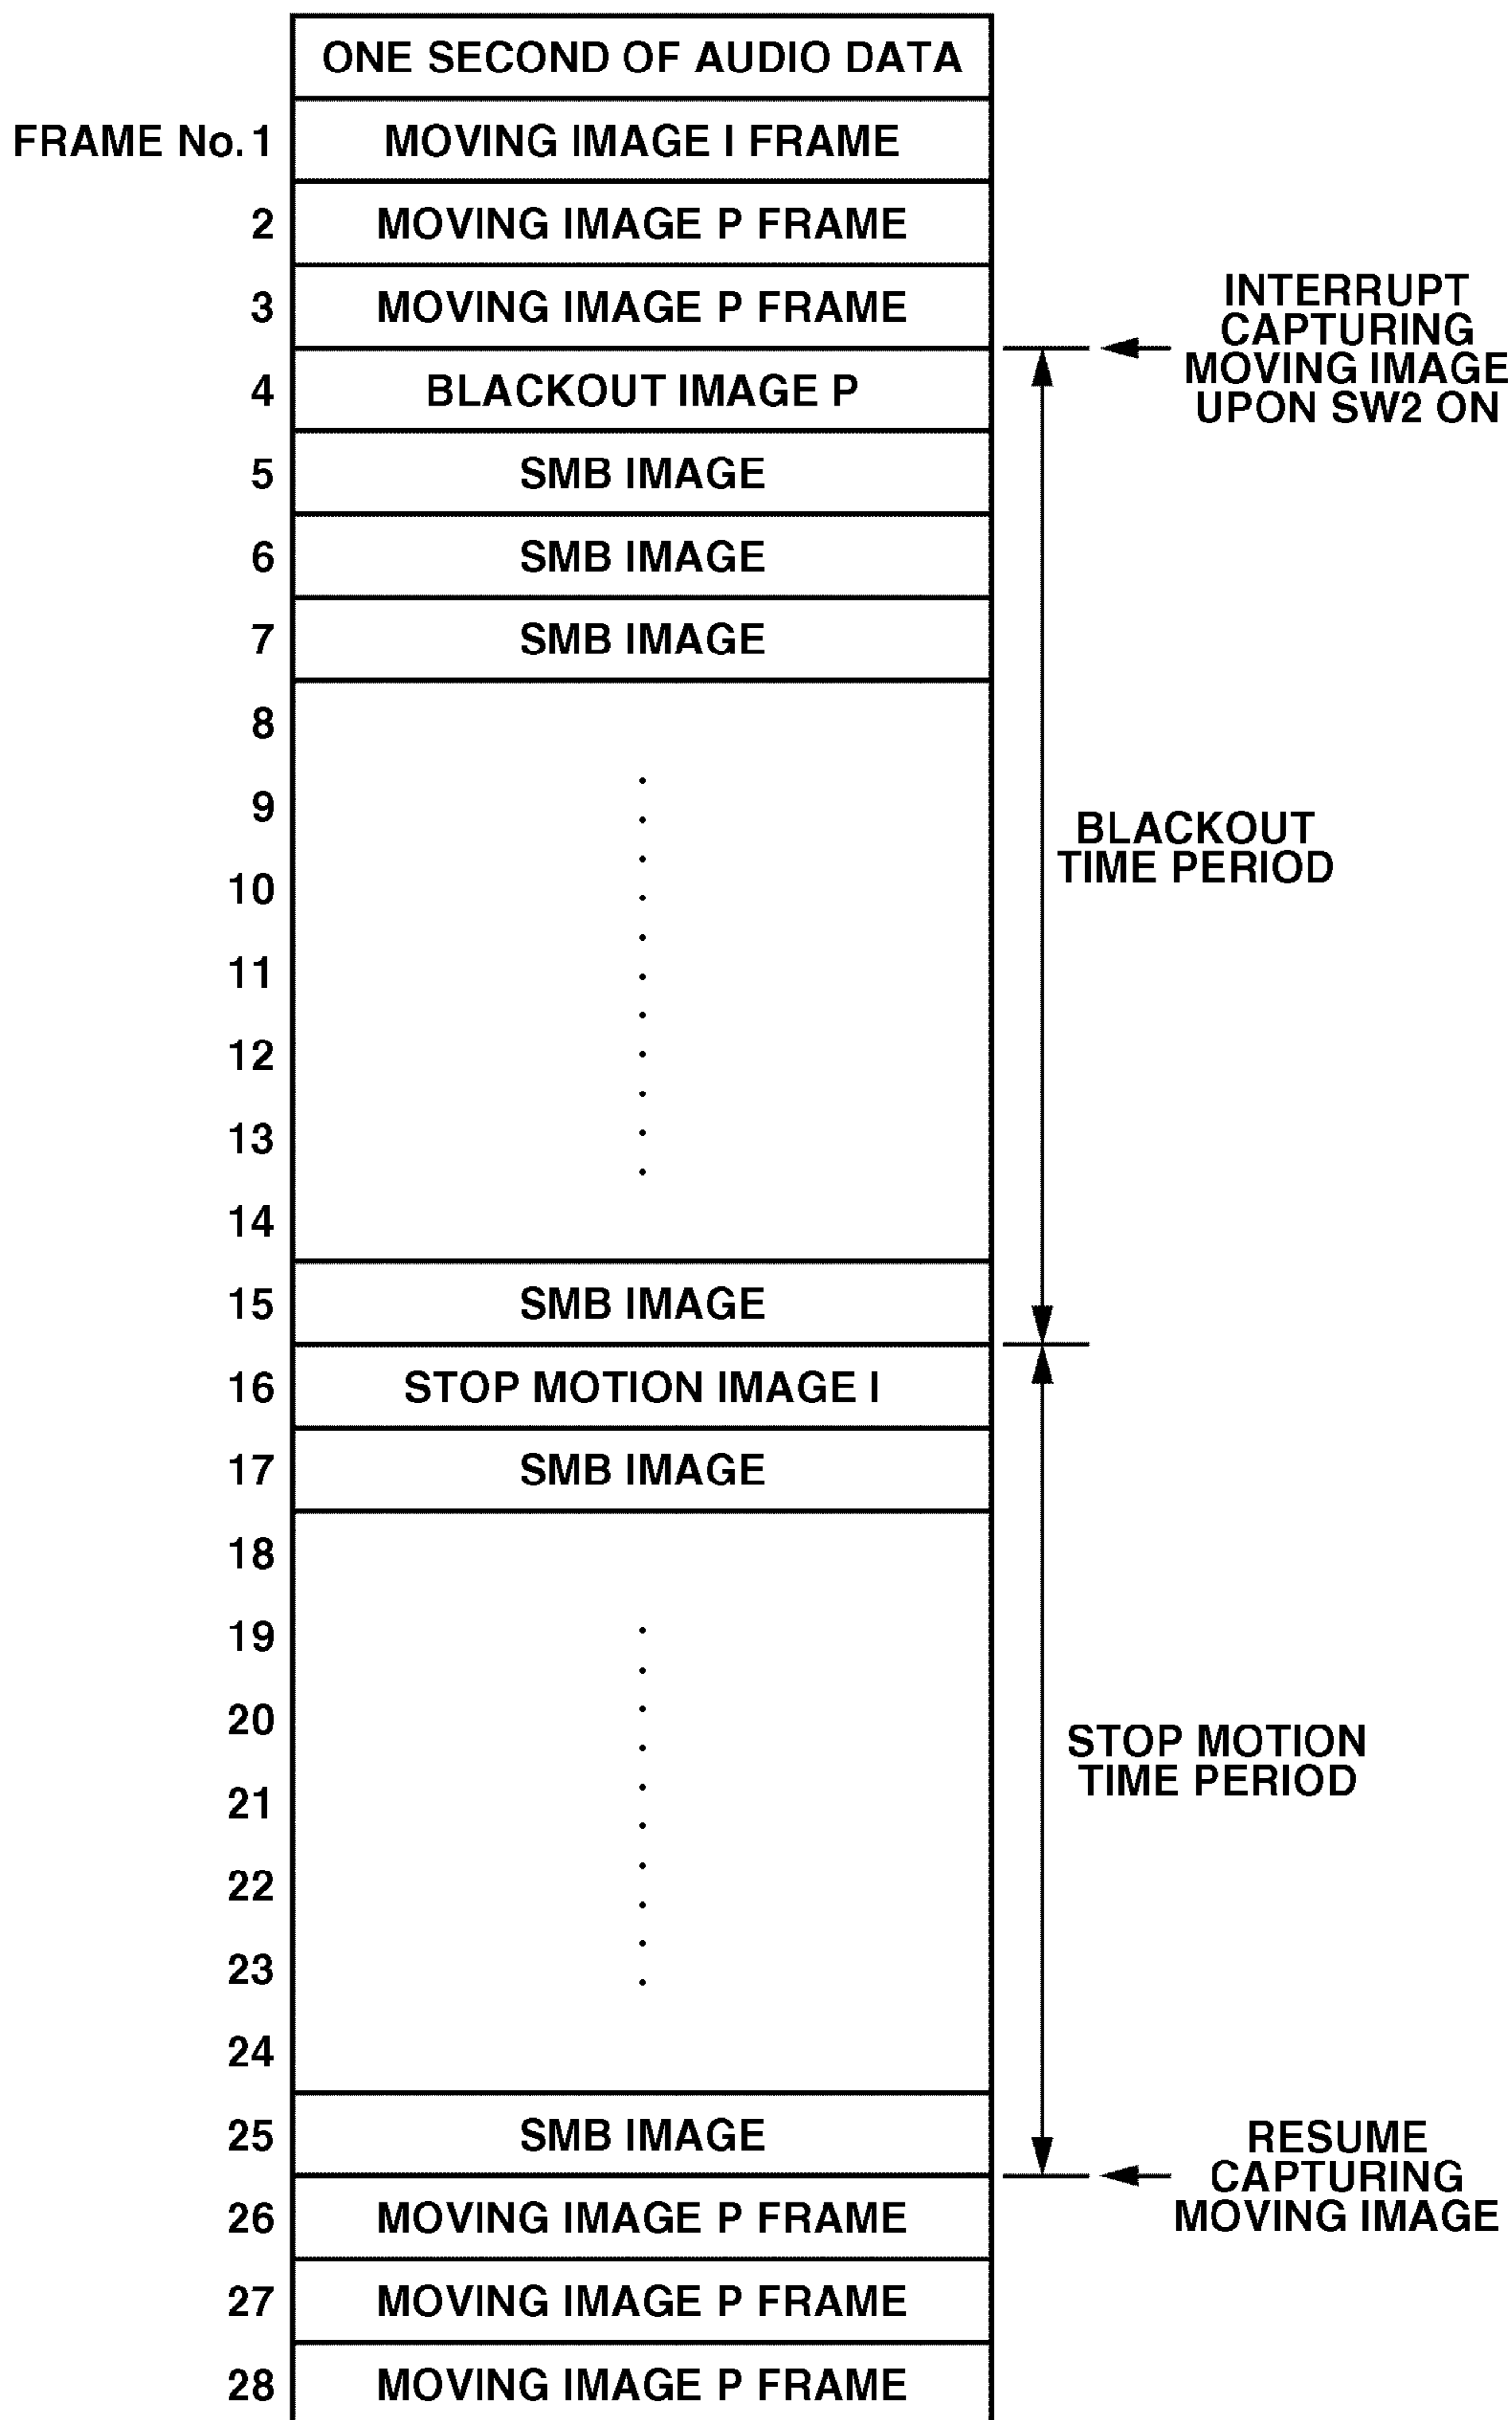 ONE SECOND OF AUDIO DATA
FRAME No. 1 MOVING IMAGE I FRAME
2 MOVING IMAGE P FRAME
3 MOVING IMAGE P FRAME
INTERRUPT
CAPTURING
MOVING IMAGE
UPON SW2 ON
4 BLACKOUT IMAGE P
5 SMB IMAGE
6 SMB IMAGE
7 SMB IMAGE
8
9
BLACKOUT
TIME PERIOD
10
11
12
13
14
15 SMB IMAGE
16 STOP MOTION IMAGE I
17 SMB IMAGE
18
19
20
STOP MOTION
TIME PERIOD
21
22
23
24
25 SMB IMAGE
RESUME
CAPTURING
MOVING IMAGE
26 MOVING IMAGE P FRAME
27 MOVING IMAGE P FRAME
28 MOVING IMAGE P FRAME